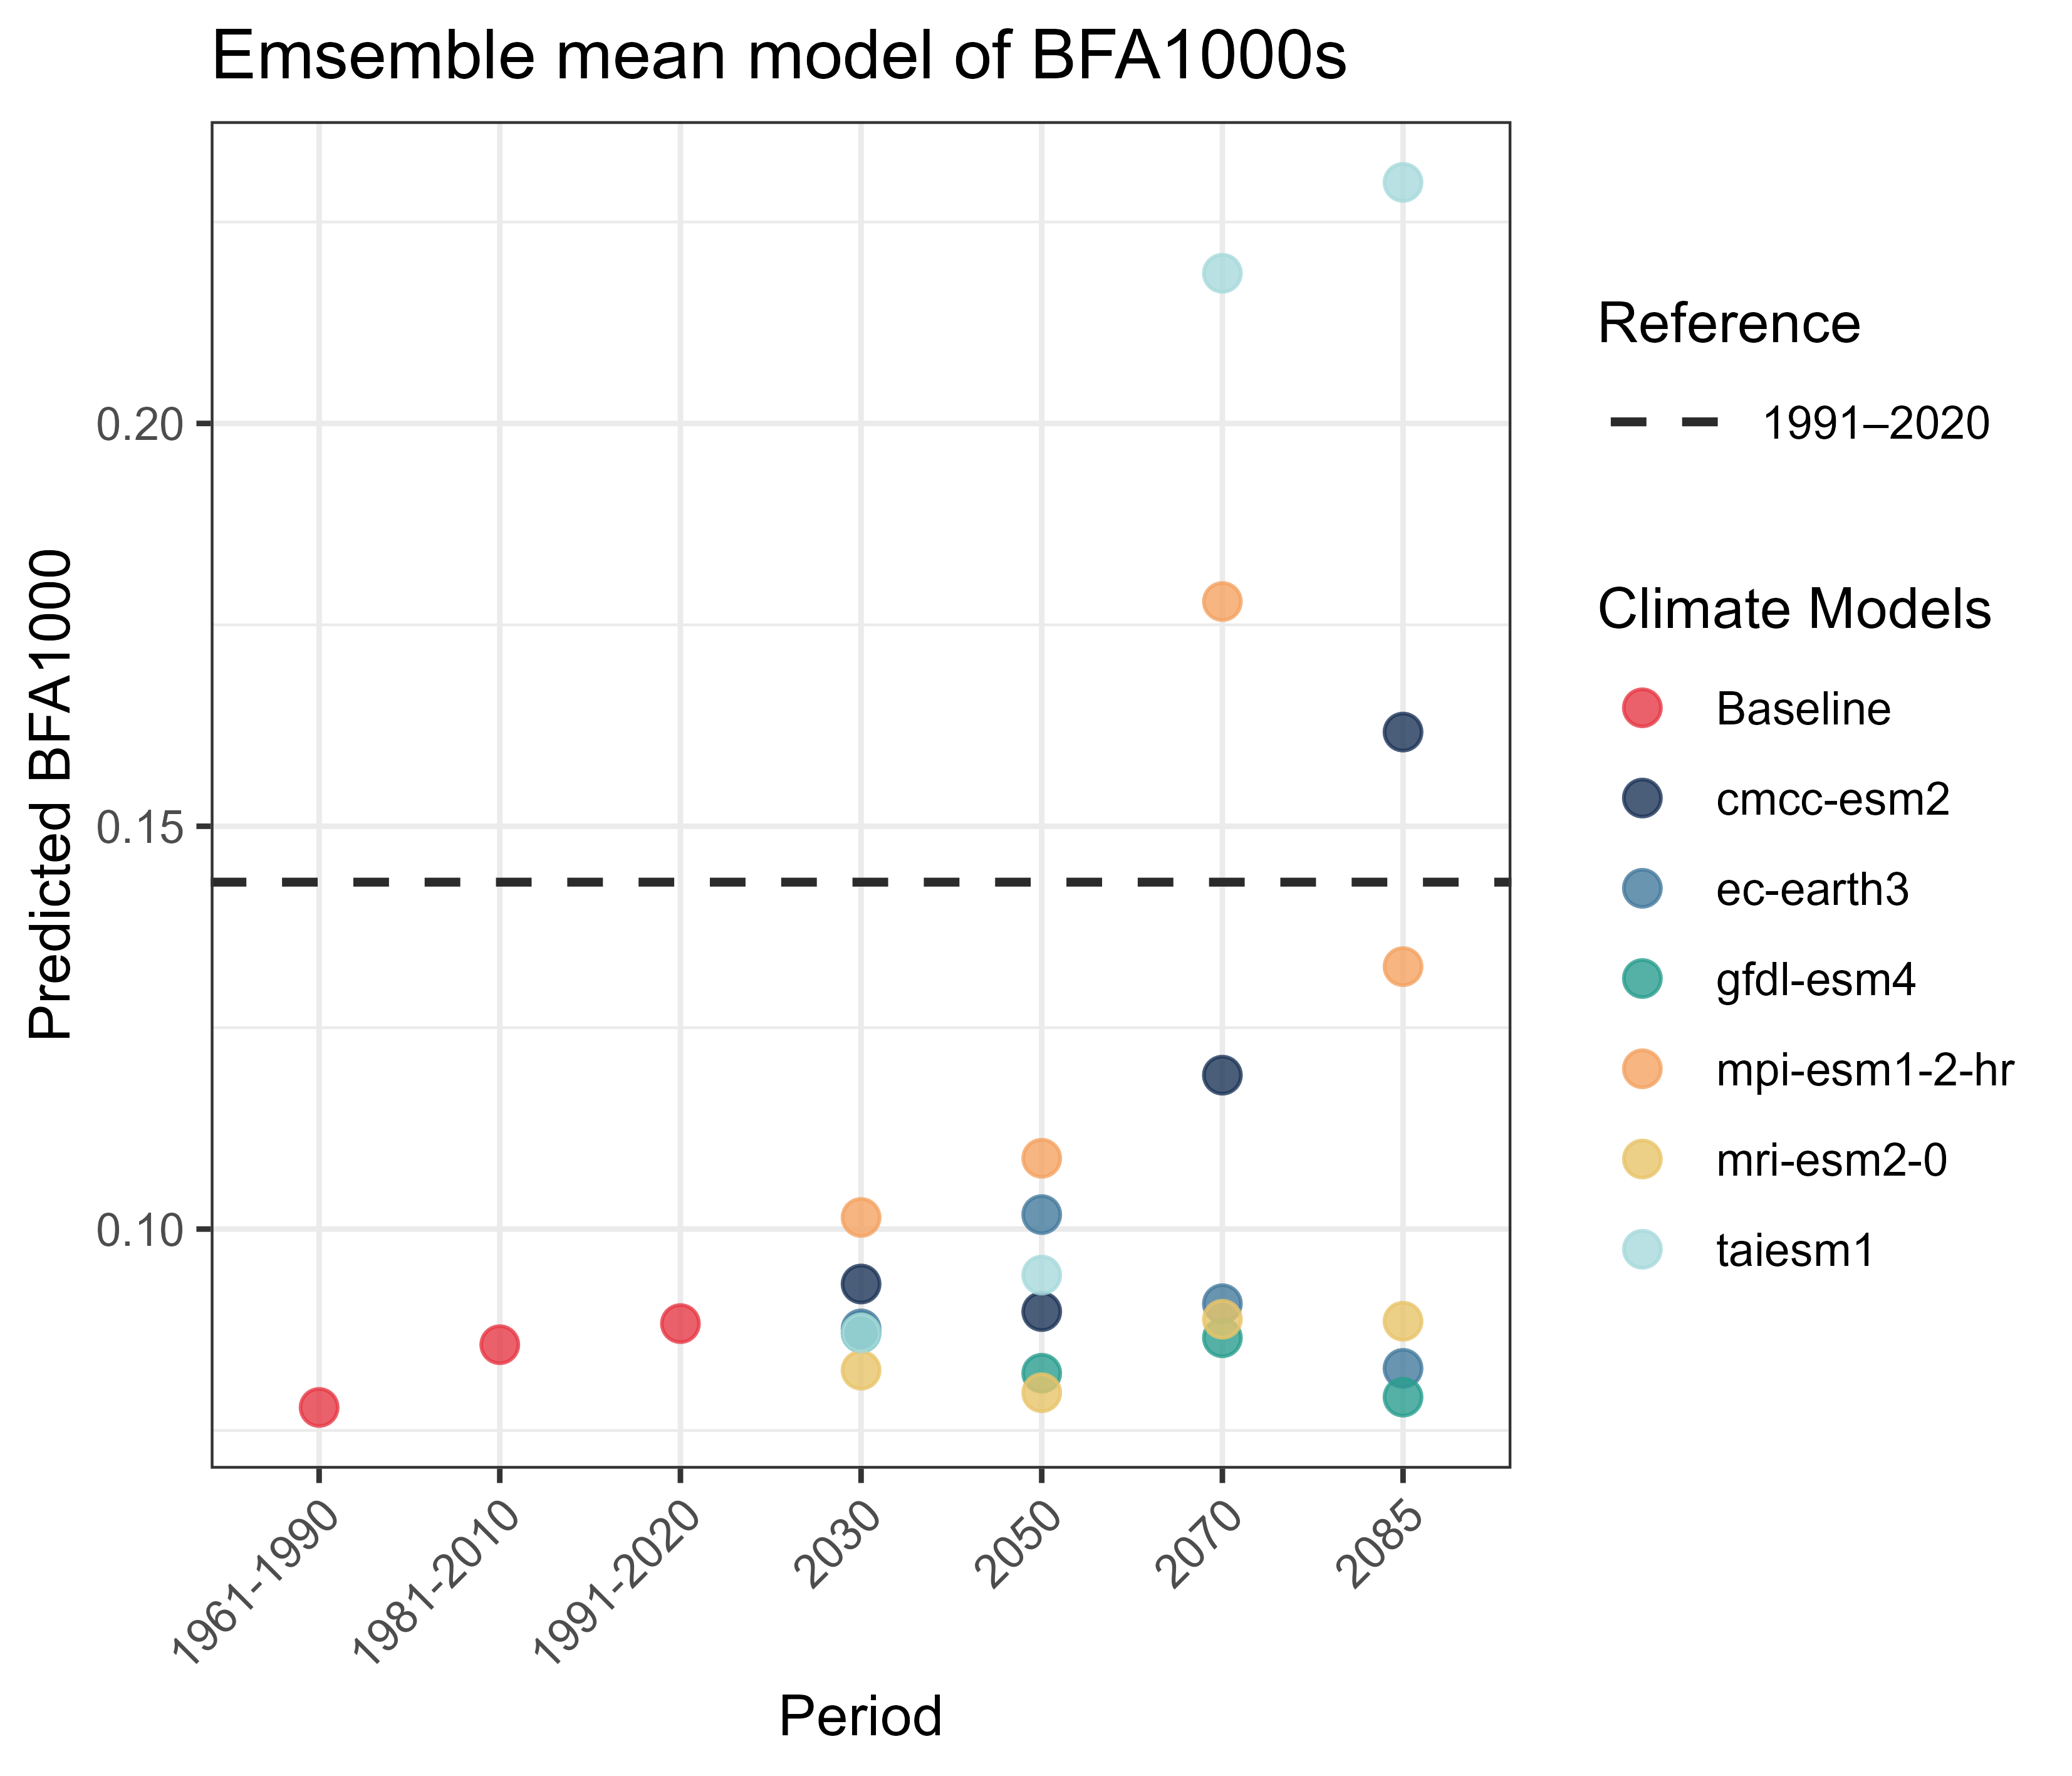 Emsemble mean model of BFA1000s
Predicted BFA1000
0.20
0.15
0.10
1961-1990
1981-2010
1991-2020
2030
2050
2070
2085
Period
Reference
1991–2020
Climate Models
Baseline
cmcc-esm2
ec-earth3
gfdl-esm4
mpi-esm1-2-hr
mri-esm2-0
taiesm1